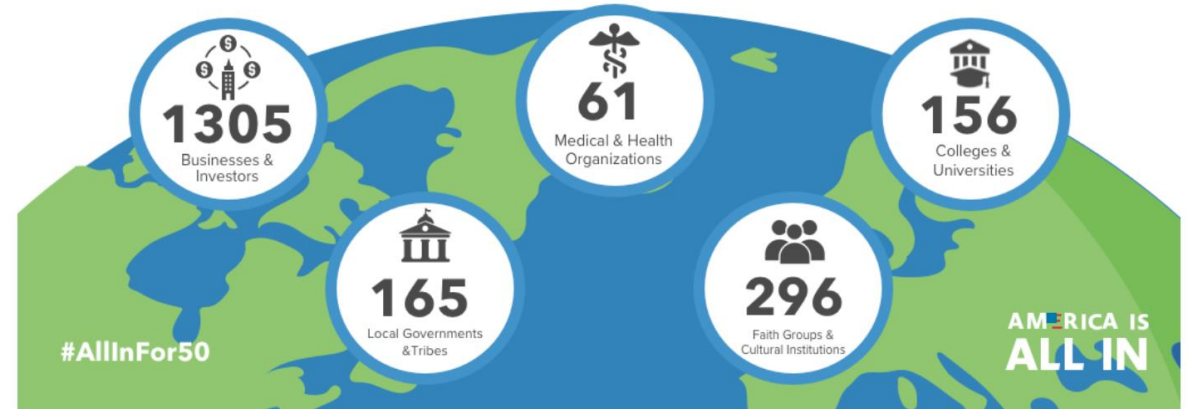 1305
Businesses &
Investors
61
Medical & Health
Organizations
156
Colleges &
Universities
165
Local Governments
&Tribes
296
Faith Groups &
Cultural Institutions
#AllInFor50
AMERICA IS
ALL IN